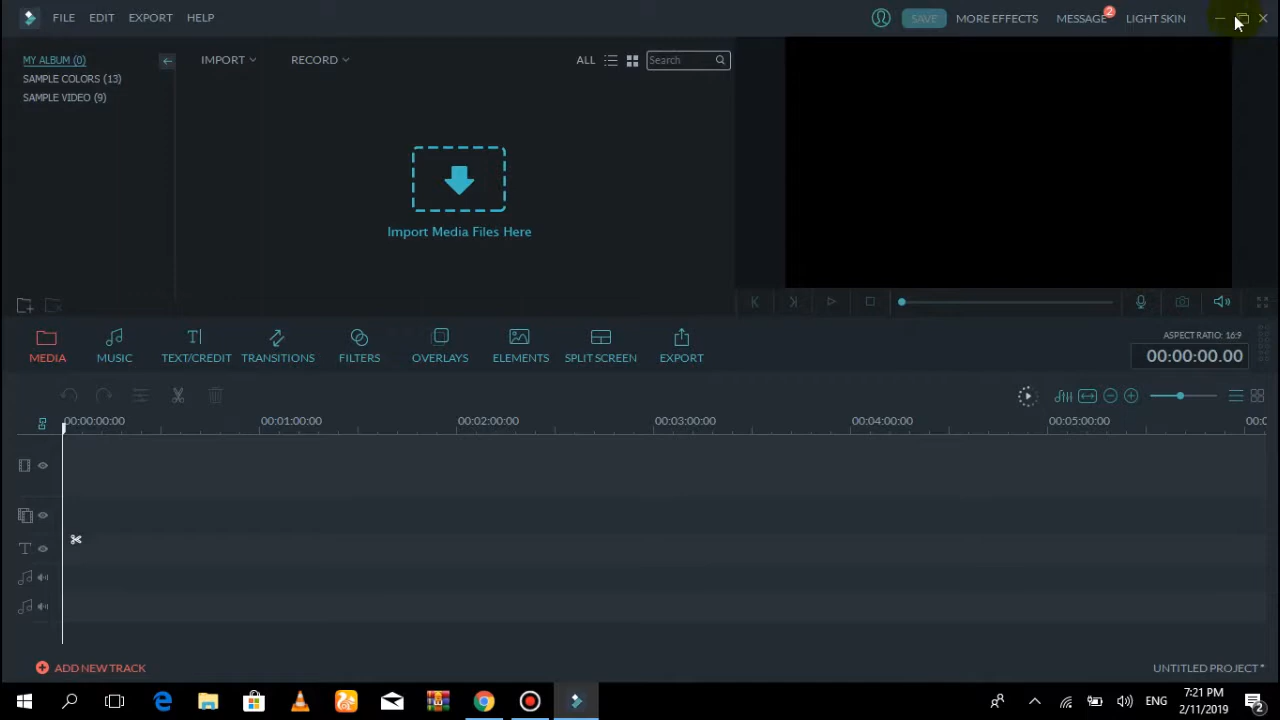 FILE EDIT EXPORT HELP
SAVE MORE EFFECTS MESSAGE 2 LIGHT SKIN
MY ALBUM (0)
SAMPLE COLORS (13)
SAMPLE VIDEO (9)
IMPORT RECORD ALL Search
Import Media Files Here
MEDIA MUSIC TEXT/CREDIT TRANSITIONS FILTERS OVERLAYS ELEMENTS SPLIT SCREEN EXPORT
ASPECT RATIO: 16:9
00:00:00.00
00:00:00:00 00:01:00:00 00:02:00:00 00:03:00:00 00:04:00:00 00:05:00:00 00:0
ADD NEW TRACK
UNTITLED PROJECT *
ENG
7:21 PM
2/11/2019
2